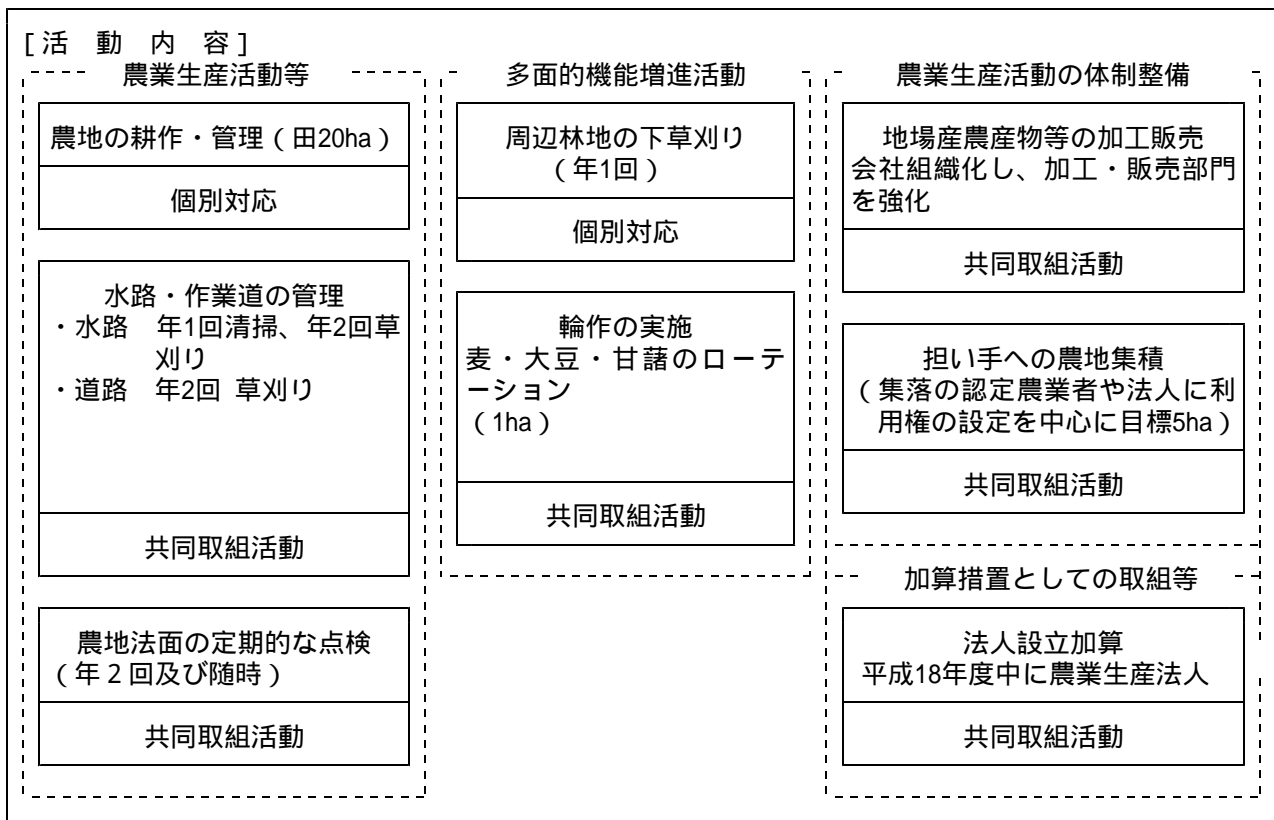 [活 動 内 容]
農業生産活動等
農地の耕作・管理（田20ha）
個別対応
水路・作業道の管理
・水路 年1回清掃、年2回草
刈り
・道路 年2回 草刈り
共同取組活動
農地法面の定期的な点検
（年２回及び随時）
共同取組活動
多面的機能増進活動
周辺林地の下草刈り
（年1回）
個別対応
輪作の実施
麦・大豆・甘藷のローテ
ーション
（1ha）
共同取組活動
農業生産活動の体制整備
地場産農産物等の加工販売
会社組織化し、加工・販売部門
を強化
共同取組活動
担い手への農地集積
（集落の認定農業者や法人に利
用権の設定を中心に目標5ha）
共同取組活動
加算措置としての取組等
法人設立加算
平成18年度中に農業生産法人
共同取組活動